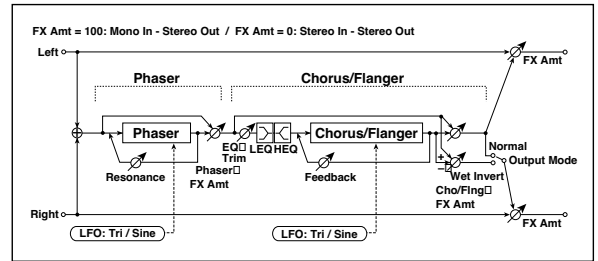 FX Amt = 100: Mono In - Stereo Out / FX Amt = 0: Stereo In - Stereo Out
Left
FX Amt
Phaser
Chorus/Flanger
Phaser
EQ
Trim
LEQ
HEQ
Chorus/Flanger
Normal
Output Mode
+
−
Wet Invert
Resonance
Phaser
FX Amt
Feedback
Cho/Flng
FX Amt
Right
FX Amt
LFO: Tri / Sine
LFO: Tri / Sine